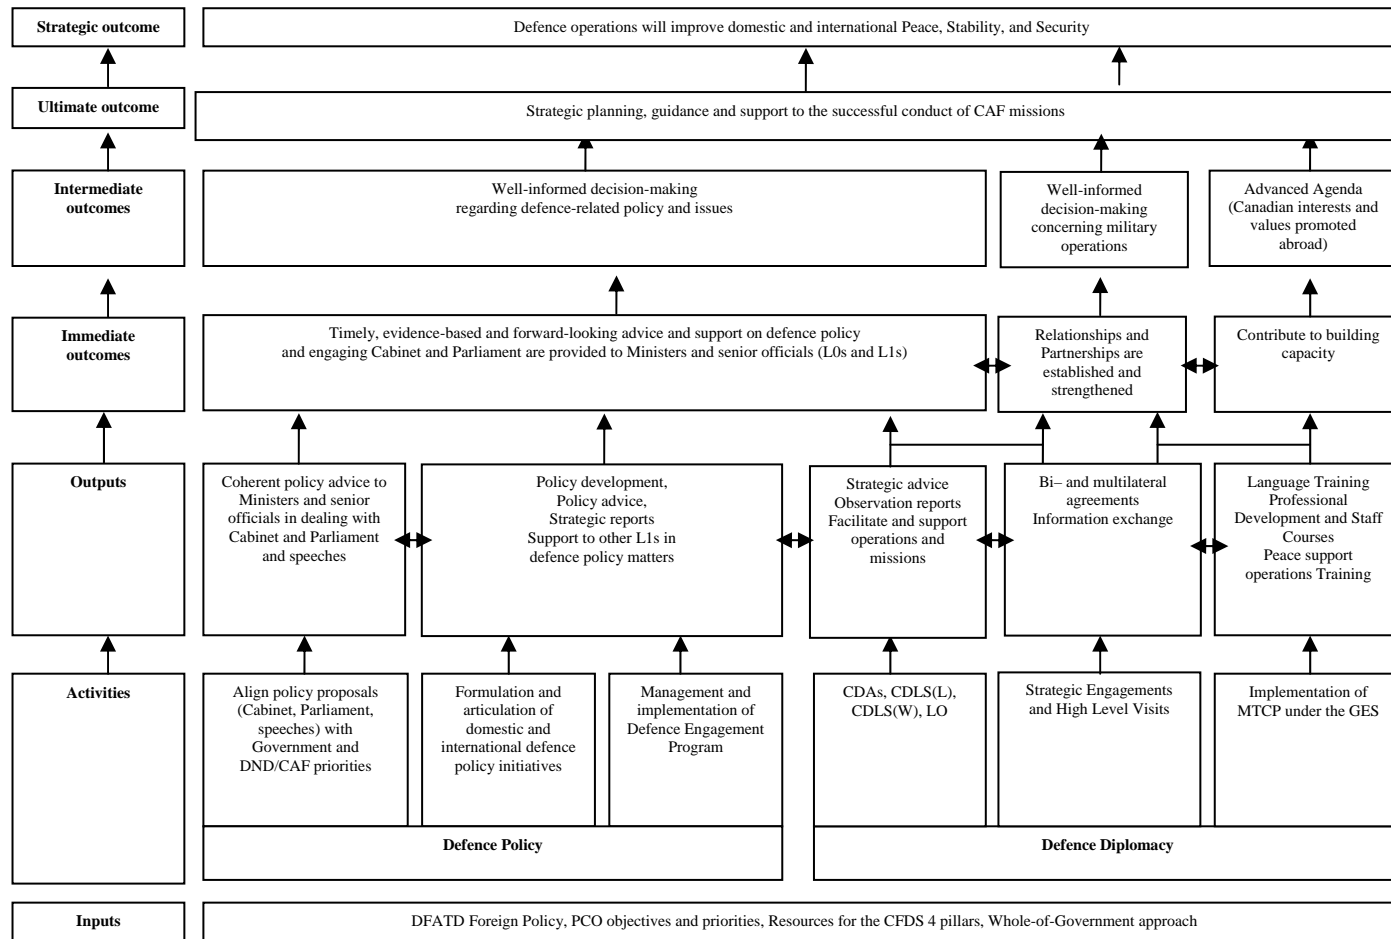 Strategic outcome
Defence operations will improve domestic and international Peace, Stability, and Security
Ultimate outcome
Strategic planning, guidance and support to the successful conduct of CAF missions
Intermediate
outcomes
Well-informed decision-making
regarding defence-related policy and issues
Well-informed
decision-making
concerning military
operations
Advanced Agenda
(Canadian interests and
values promoted
abroad)
Immediate
outcomes
Timely, evidence-based and forward-looking advice and support on defence policy
and engaging Cabinet and Parliament are provided to Ministers and senior officials (L0s and L1s)
Relationships and
Partnerships are
established and
strengthened
Contribute to building
capacity
Outputs
Coherent policy advice to
Ministers and senior
officials in dealing with
Cabinet and Parliament
and speeches
Policy development,
Policy advice,
Strategic reports
Support to other L1s in
defence policy matters
Strategic advice
Observation reports
Facilitate and support
operations and
missions
Bi– and multilateral
agreements
Information exchange
Language Training
Professional
Development and Staff
Courses
Peace support
operations Training
Activities
Align policy proposals
(Cabinet, Parliament,
speeches) with
Government and
DND/CAF priorities
Formulation and
articulation of
domestic and
international defence
policy initiatives
Management and
implementation of
Defence Engagement
Program
CDAs, CDLS(L),
CDLS(W), LO
Strategic Engagements
and High Level Visits
Implementation of
MTCP under the GES
Defence Policy
Defence Diplomacy
Inputs
DFATD Foreign Policy, PCO objectives and priorities, Resources for the CFDS 4 pillars, Whole-of-Government approach